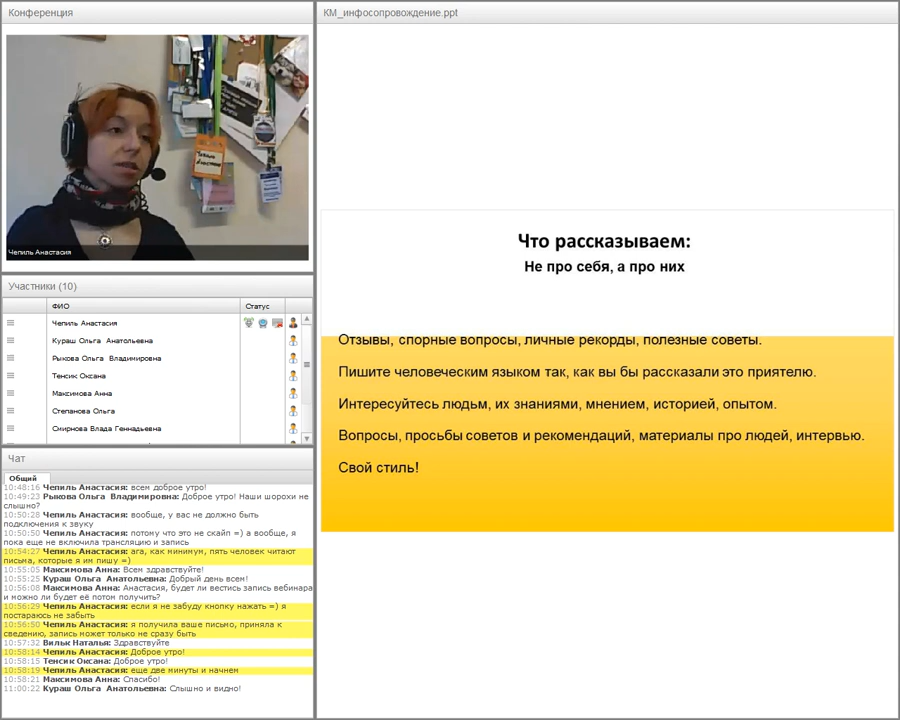 Конференция
Чепиль Анастасия
Участники (10)
ФИО
Статус
Чепиль Анастасия
Кураш Ольга Анатольевна
Рыкова Ольга Владимировна
Тенсик Оксана
Максимова Анна
Степанова Ольга
Смирнова Влада Геннадьевна
Чат
Общий
10:48:16 Чепиль Анастасия: всем доброе утро!
10:49:23 Рыкова Ольга Владимировна: Доброе утро! Наши шорохи не
слышно?
10:50:28 Чепиль Анастасия: вообще, у вас не должно быть
подключения к звуку
10:50:50 Чепиль Анастасия: потому что это не скайп =) а вообще, я
пока еще не включила трансляцию и запись
10:54:27 Чепиль Анастасия: ага, как минимум, пять человек читают
письма, которые я им пишу =)
10:55:05 Максимова Анна: Всем здравствуйте!
10:55:25 Кураш Ольга Анатольевна: Добрый день всем!
10:56:08 Максимова Анна: Анастасия, будет ли вестись запись вебинара
и можно ли будет её потом получить?
10:56:29 Чепиль Анастасия: если я не забуду кнопку нажать =) я
постараюсь не забыть
10:56:50 Чепиль Анастасия: я получила ваше письмо, приняла к
сведению, запись может только не сразу быть
10:57:32 Вильк Наталья: Здравствуйте
10:58:14 Чепиль Анастасия: Доброе утро!
10:58:15 Тенсик Оксана: Доброе утро!
10:58:19 Чепиль Анастасия: еще две минуты и начнем
10:58:21 Максимова Анна: Спасибо!
11:00:22 Кураш Ольга Анатольевна: Слышно и видно!
КМ_инфосопровождение.ppt
Что рассказываем:
Не про себя, а про них
Отзывы, спорные вопросы, личные рекорды, полезные советы.
Пишите человеческим языком так, как вы бы рассказали это приятелю.
Интересуйтесь людьм, их знаниями, мнением, историей, опытом.
Вопросы, просьбы советов и рекомендаций, материалы про людей, интервью.
Свой стиль!